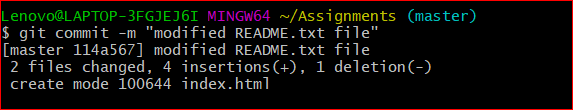 Lenovo@LAPTOP-3FGJEJ6I MINGW64 ~/Assignments (master)
$ git commit -m "modified README.txt file"
[master 114a567] modified README.txt file
 2 files changed, 4 insertions(+), 1 deletion(-)
 create mode 100644 index.html